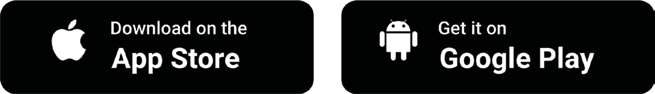 Download on the
App Store
Get it on
Google Play